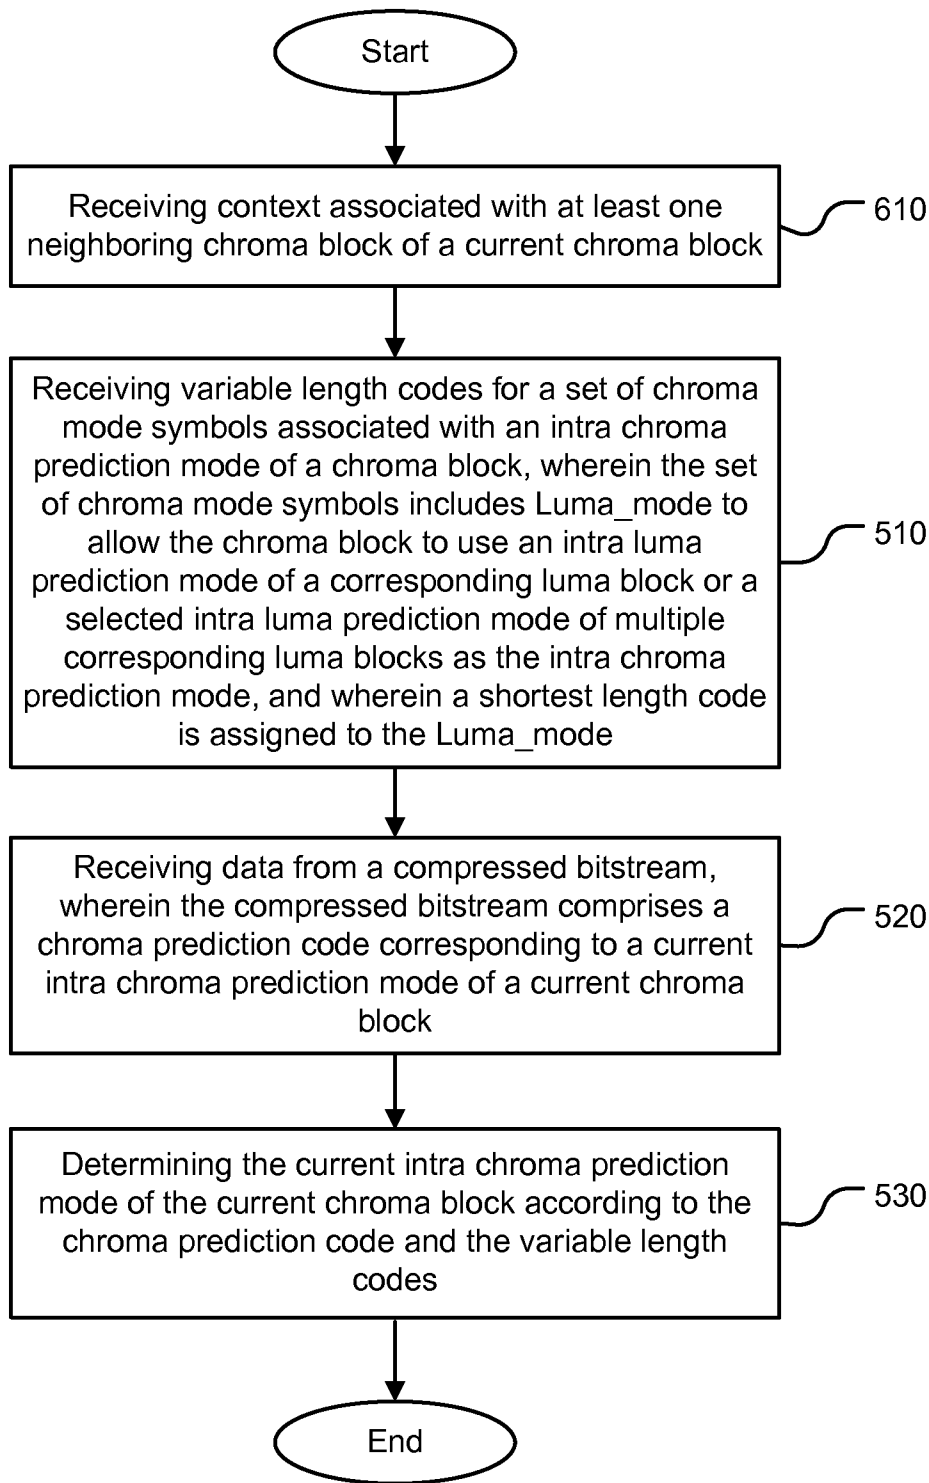 Start
Receiving context associated with at least one
neighboring chroma block of a current chroma block
610
Receiving variable length codes for a set of chroma
mode symbols associated with an intra chroma
prediction mode of a chroma block, wherein the set
of chroma mode symbols includes Luma_mode to
allow the chroma block to use an intra luma
prediction mode of a corresponding luma block or a
selected intra luma prediction mode of multiple
corresponding luma blocks as the intra chroma
prediction mode, and wherein a shortest length code
is assigned to the Luma_mode
510
Receiving data from a compressed bitstream,
wherein the compressed bitstream comprises a
chroma prediction code corresponding to a current
intra chroma prediction mode of a current chroma
block
520
Determining the current intra chroma prediction
mode of the current chroma block according to the
chroma prediction code and the variable length
codes
530
End